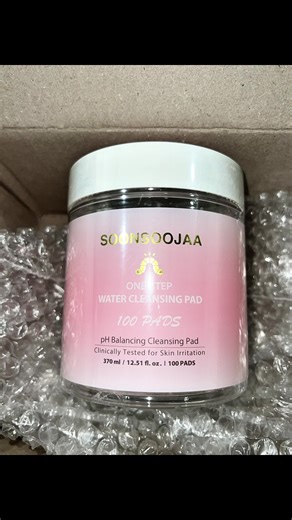 SOONSOOJAA
ONE STEP
WATER CLEANSING PAD
100 PADS
pH Balancing Cleansing Pad
Clinically Tested for Skin Irritation
370 ml / 12.51 fl. oz. | 100 PADS